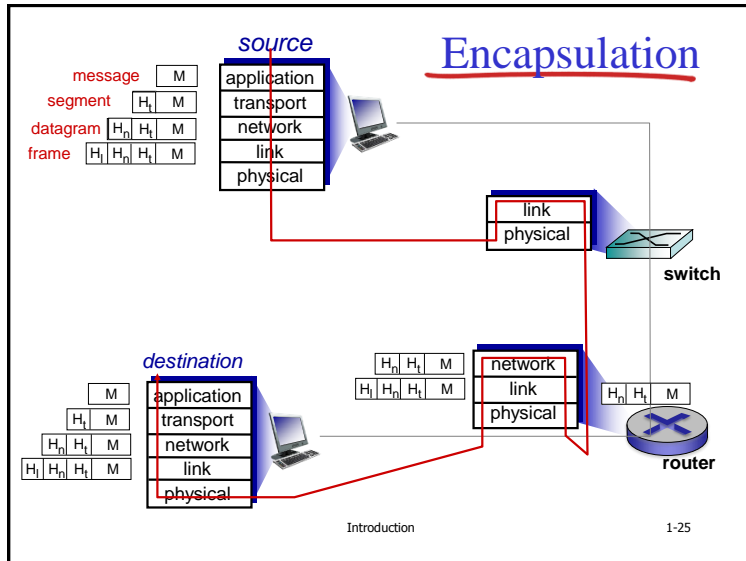 Encapsulation
source
message M application
segment Ht M transport
datagram Hn Ht M network
frame Hl Hn Ht M link
physical
link
physical
switch
destination
M application
Ht M transport
Hn Ht M network
Hl Hn Ht M link
physical
Hn Ht M network
Hl Hn Ht M link
physical
Hn Ht M
router
Introduction 1-25